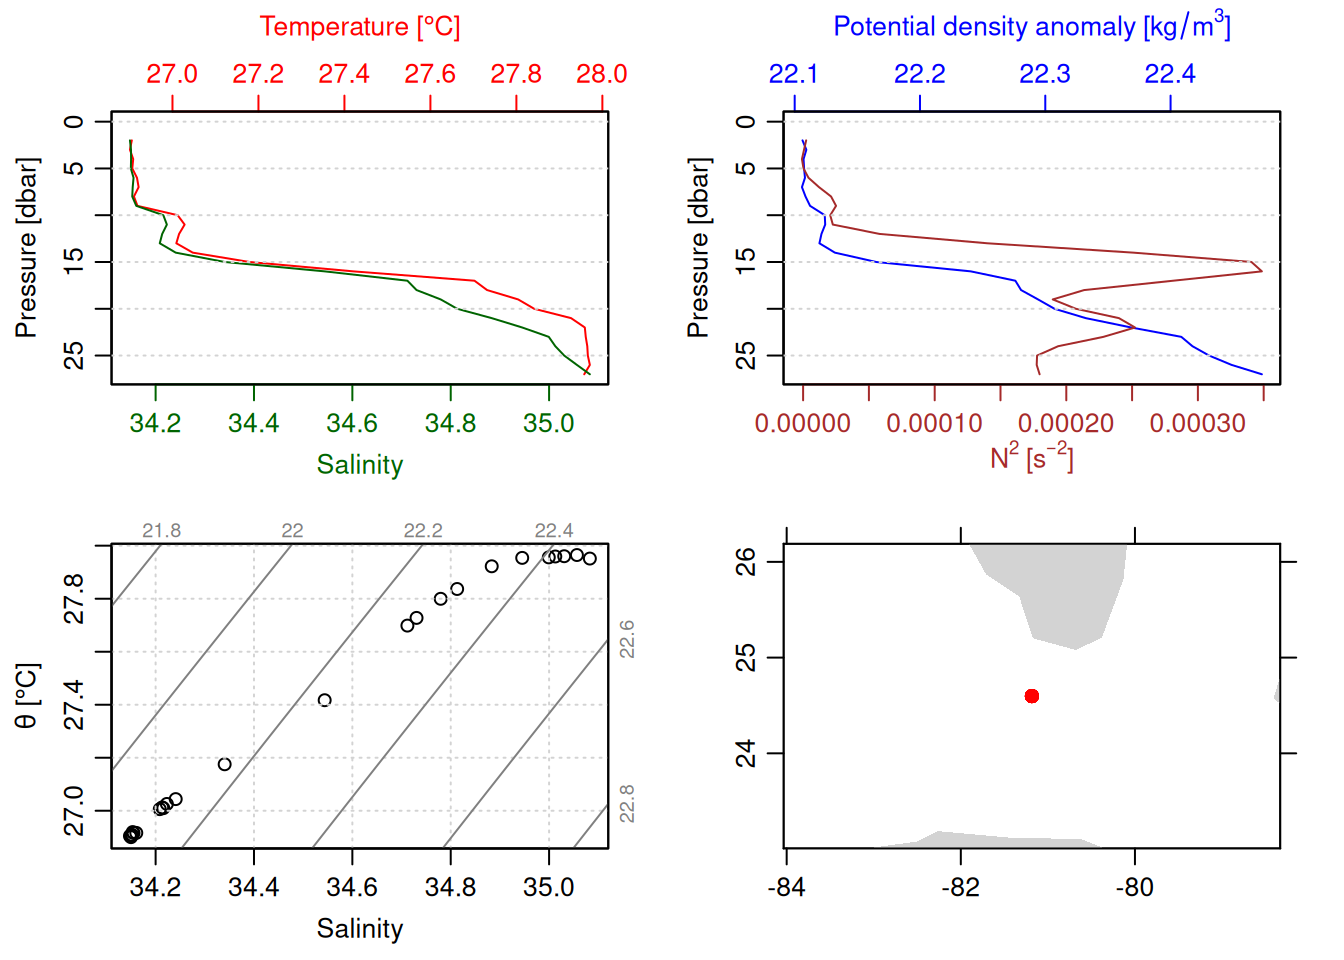 Temperature [°C]
27.0 27.2 27.4 27.6 27.8 28.0
Pressure [dbar]
0
5
15
25
34.2 34.4 34.6 34.8 35.0
Salinity
Potential density anomaly [kg/m³]
22.1 22.2 22.3 22.4
Pressure [dbar]
0
5
15
25
0.00000 0.00010 0.00020 0.00030
N² [s⁻²]
21.8 22 22.2 22.4
22.6
22.8
θ [°C]
27.8
27.4
27.0
34.2 34.4 34.6 34.8 35.0
Salinity
26
25
24
-84 -82 -80